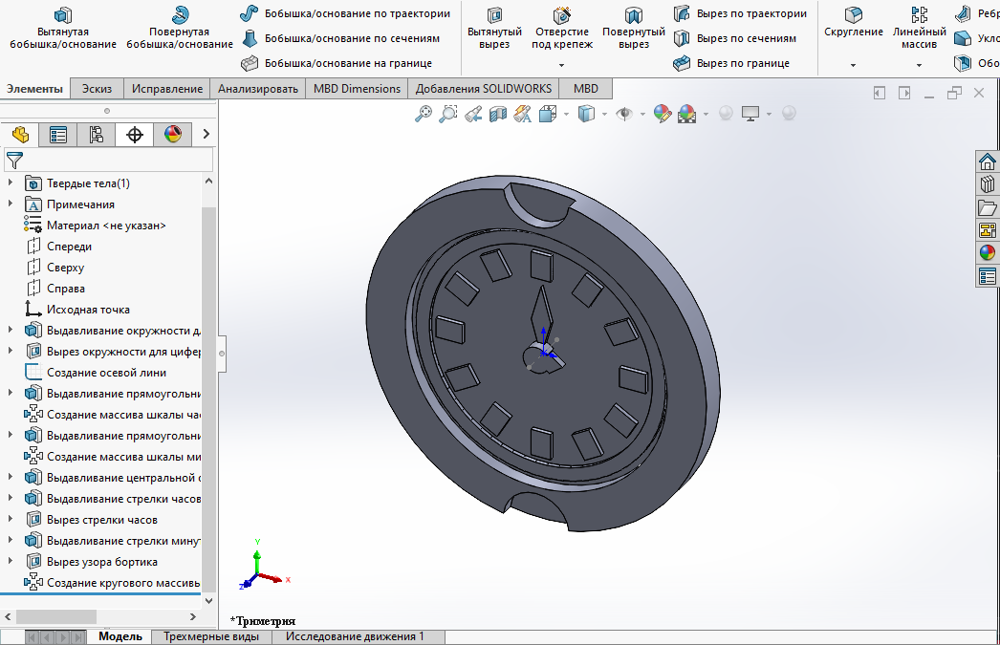 Вытянутая
бобышка/основание
Повернутая
бобышка/основание
Бобышка/основание по траектории
Бобышка/основание по сечениям
Бобышка/основание на границе
Вытянутый
вырез
Отверстие
под крепеж
Повернутый
вырез
Вырез по траектории
Вырез по сечениям
Вырез по границе
Скругление
Линейный
массив
Ребр
Укло
Обо
Элементы
Эскиз
Исправление
Анализировать
MBD Dimensions
Добавления SOLIDWORKS
MBD
Твердые тела(1)
Примечания
Материал <не указан>
Спереди
Сверху
Справа
Исходная точка
Выдавливание окружности д
Вырез окружности для цифер
Создание осевой лини
Выдавливание прямоугольни
Создание массива шкалы ча
Выдавливание прямоугольни
Создание массива шкалы ми
Выдавливание центральной о
Выдавливание стрелки часов
Вырез стрелки часов
Выдавливание стрелки минут
Вырез узора бортика
Создание кругового массивь
Y
X
Z
*Триметрия
Модель
Трехмерные виды
Исследование движения 1